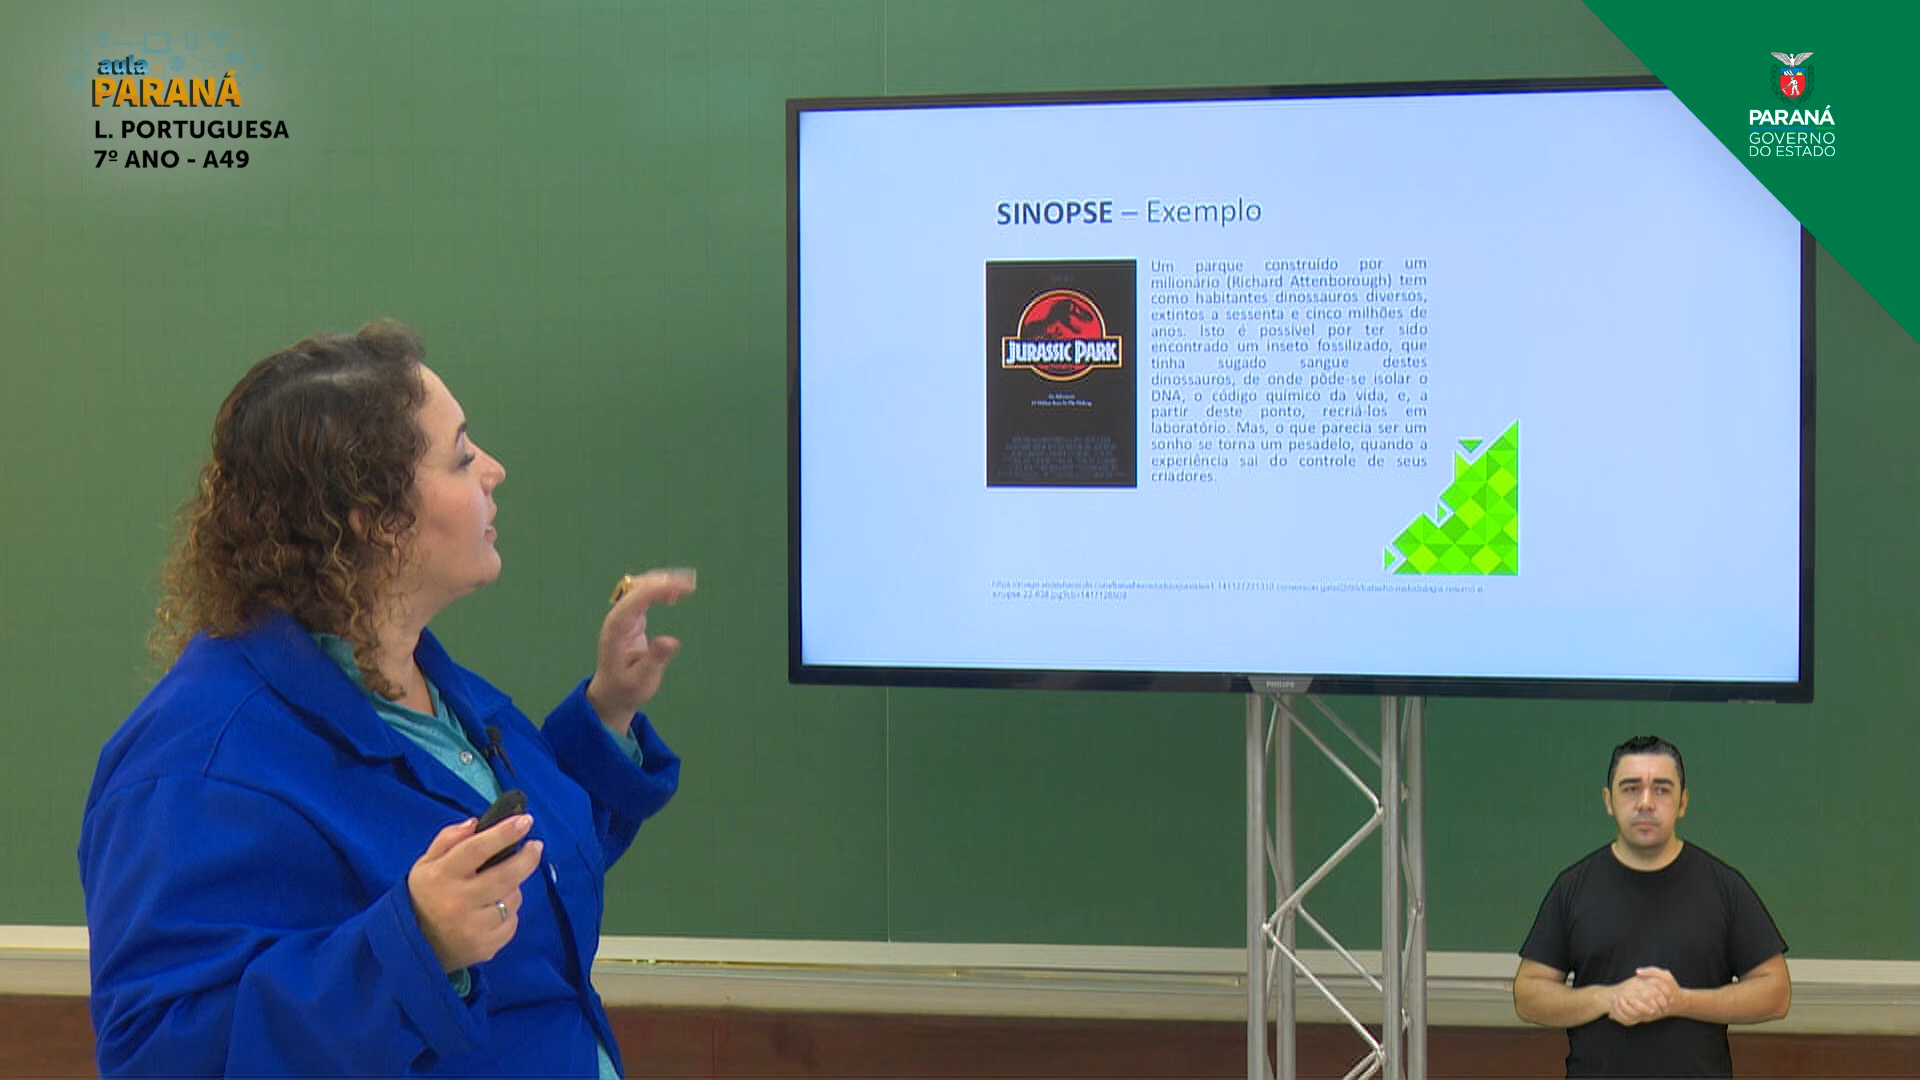 aula
PARANÁ
L. PORTUGUESA
7º ANO - A49
PARANÁ
GOVERNO
DO ESTADO
SINOPSE – Exemplo
JURASSIC PARK
Um parque construído por um
milionário (Richard Attenborough) tem
como habitantes dinossauros diversos,
extintos a sessenta e cinco milhões de
anos. Isto é possível por ter sido
encontrado um inseto fossilizado, que
tinha sugado sangue destes
dinossauros, de onde pôde-se isolar o
DNA, o código químico da vida, e, a
partir deste ponto, recriá-los em
laboratório. Mas, o que parecia ser um
sonho se torna um pesadelo, quando a
experiência sai do controle de seus
criadores.
PHILIPS